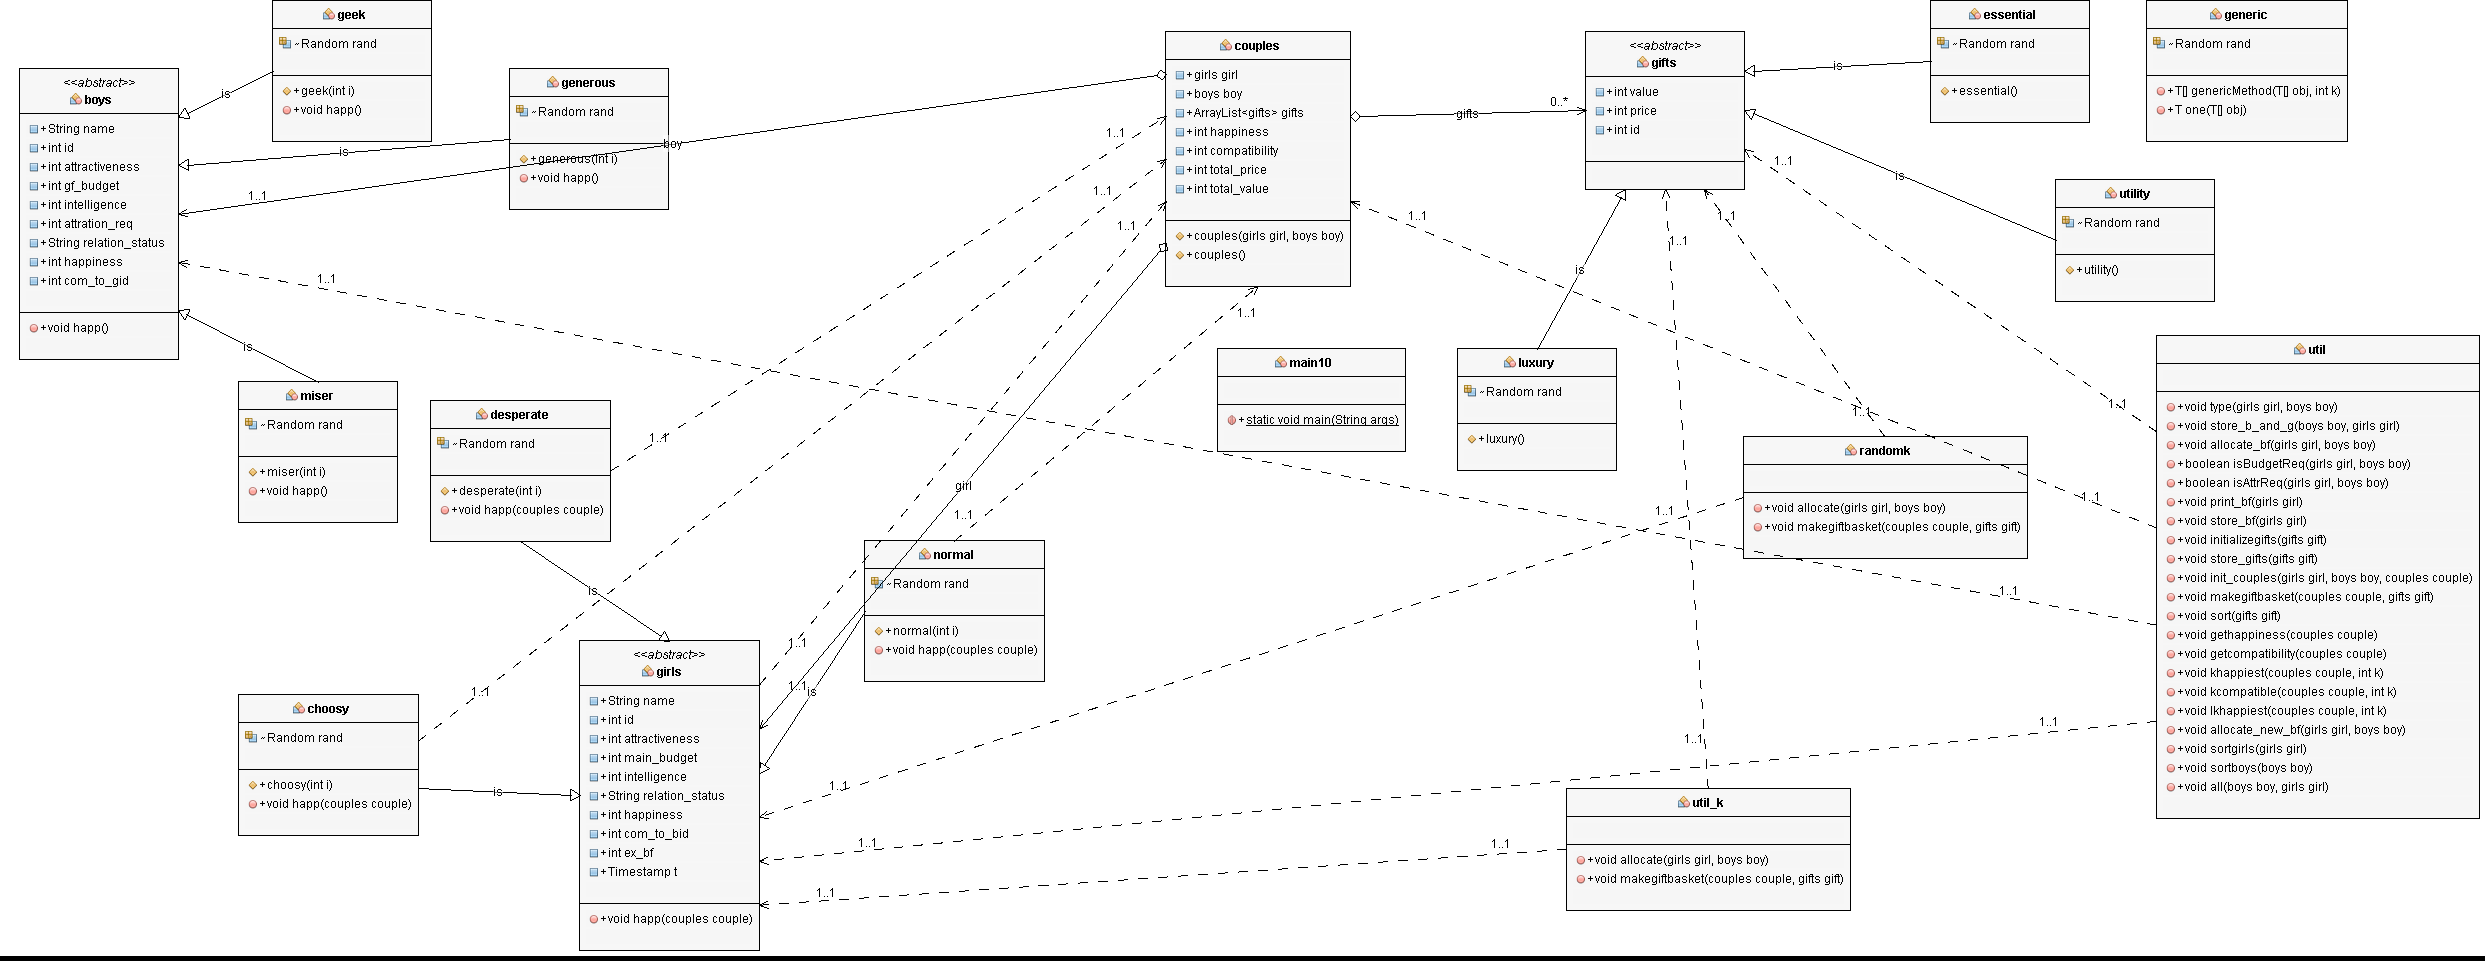 geek
~Random rand
+geek(int i)
+void happ()
<<abstract>>
boys
+String name
+int id
+int attractiveness
+int gf_budget
+int intelligence
+int attration_req
+String relation_status
+int happiness
+int com_to_gid
+void happ()
generous
~Random rand
+generous(int i)
+void happ()
is
is
boy
1..1
1..1
is
miser
~Random rand
+miser(int i)
+void happ()
desperate
~Random rand
+desperate(int i)
+void happ(couples couple)
is
choosy
~Random rand
+choosy(int i)
+void happ(couples couple)
is
1..1
1..1
<<abstract>>
girls
+String name
+int id
+int attractiveness
+int main_budget
+int intelligence
+String relation_status
+int happiness
+int com_to_bid
+int ex_bf
+Timestamp t
+void happ(couples couple)
normal
~Random rand
+normal(int i)
+void happ(couples couple)
1..1
girl
1..1
1..1
is
1..1
1..1
1..1
couples
+girls girl
+boys boy
+ArrayList<gifts> gifts
+int happiness
+int compatibility
+int total_price
+int total_value
+couples(girls girl, boys boy)
+couples()
1..1
1..1
1..1
1..1
1..1
gifts
0..*
main10
+static void main(String args)
<<abstract>>
gifts
+int value
+int price
+int id
essential
~Random rand
+essential()
is
generic
~Random rand
+T[] genericMethod(T[] obj, int k)
+T one(T[] obj)
1..1
is
utility
~Random rand
+utility()
1..1
1..1
is
luxury
~Random rand
+luxury()
1..1
randomk
+void allocate(girls girl, boys boy)
+void makegiftbasket(couples couple, gifts gift)
1..1
1..1
1..1
1..1
1..1
util
+void type(girls girl, boys boy)
+void store_b_and_g(boys boy, girls girl)
+void allocate_bf(girls girl, boys boy)
+boolean isBudgetReq(girls girl, boys boy)
+boolean isAttrReq(girls girl, boys boy)
+void print_bf(girls girl)
+void store_bf(girls girl)
+void initializegifts(gifts gift)
+void store_gifts(gifts gift)
+void init_couples(girls girl, boys boy, couples couple)
+void makegiftbasket(couples couple, gifts gift)
+void sort(gifts gift)
+void gethappiness(couples couple)
+void getcompatibility(couples couple)
+void khappiest(couples couple, int k)
+void kcompatible(couples couple, int k)
+void lkhappiest(couples couple, int k)
+void allocate_new_bf(girls girl, boys boy)
+void sortgirls(girls girl)
+void sortboys(boys boy)
+void all(boys boy, girls girl)
1..1
util_k
+void allocate(girls girl, boys boy)
+void makegiftbasket(couples couple, gifts gift)
1..1